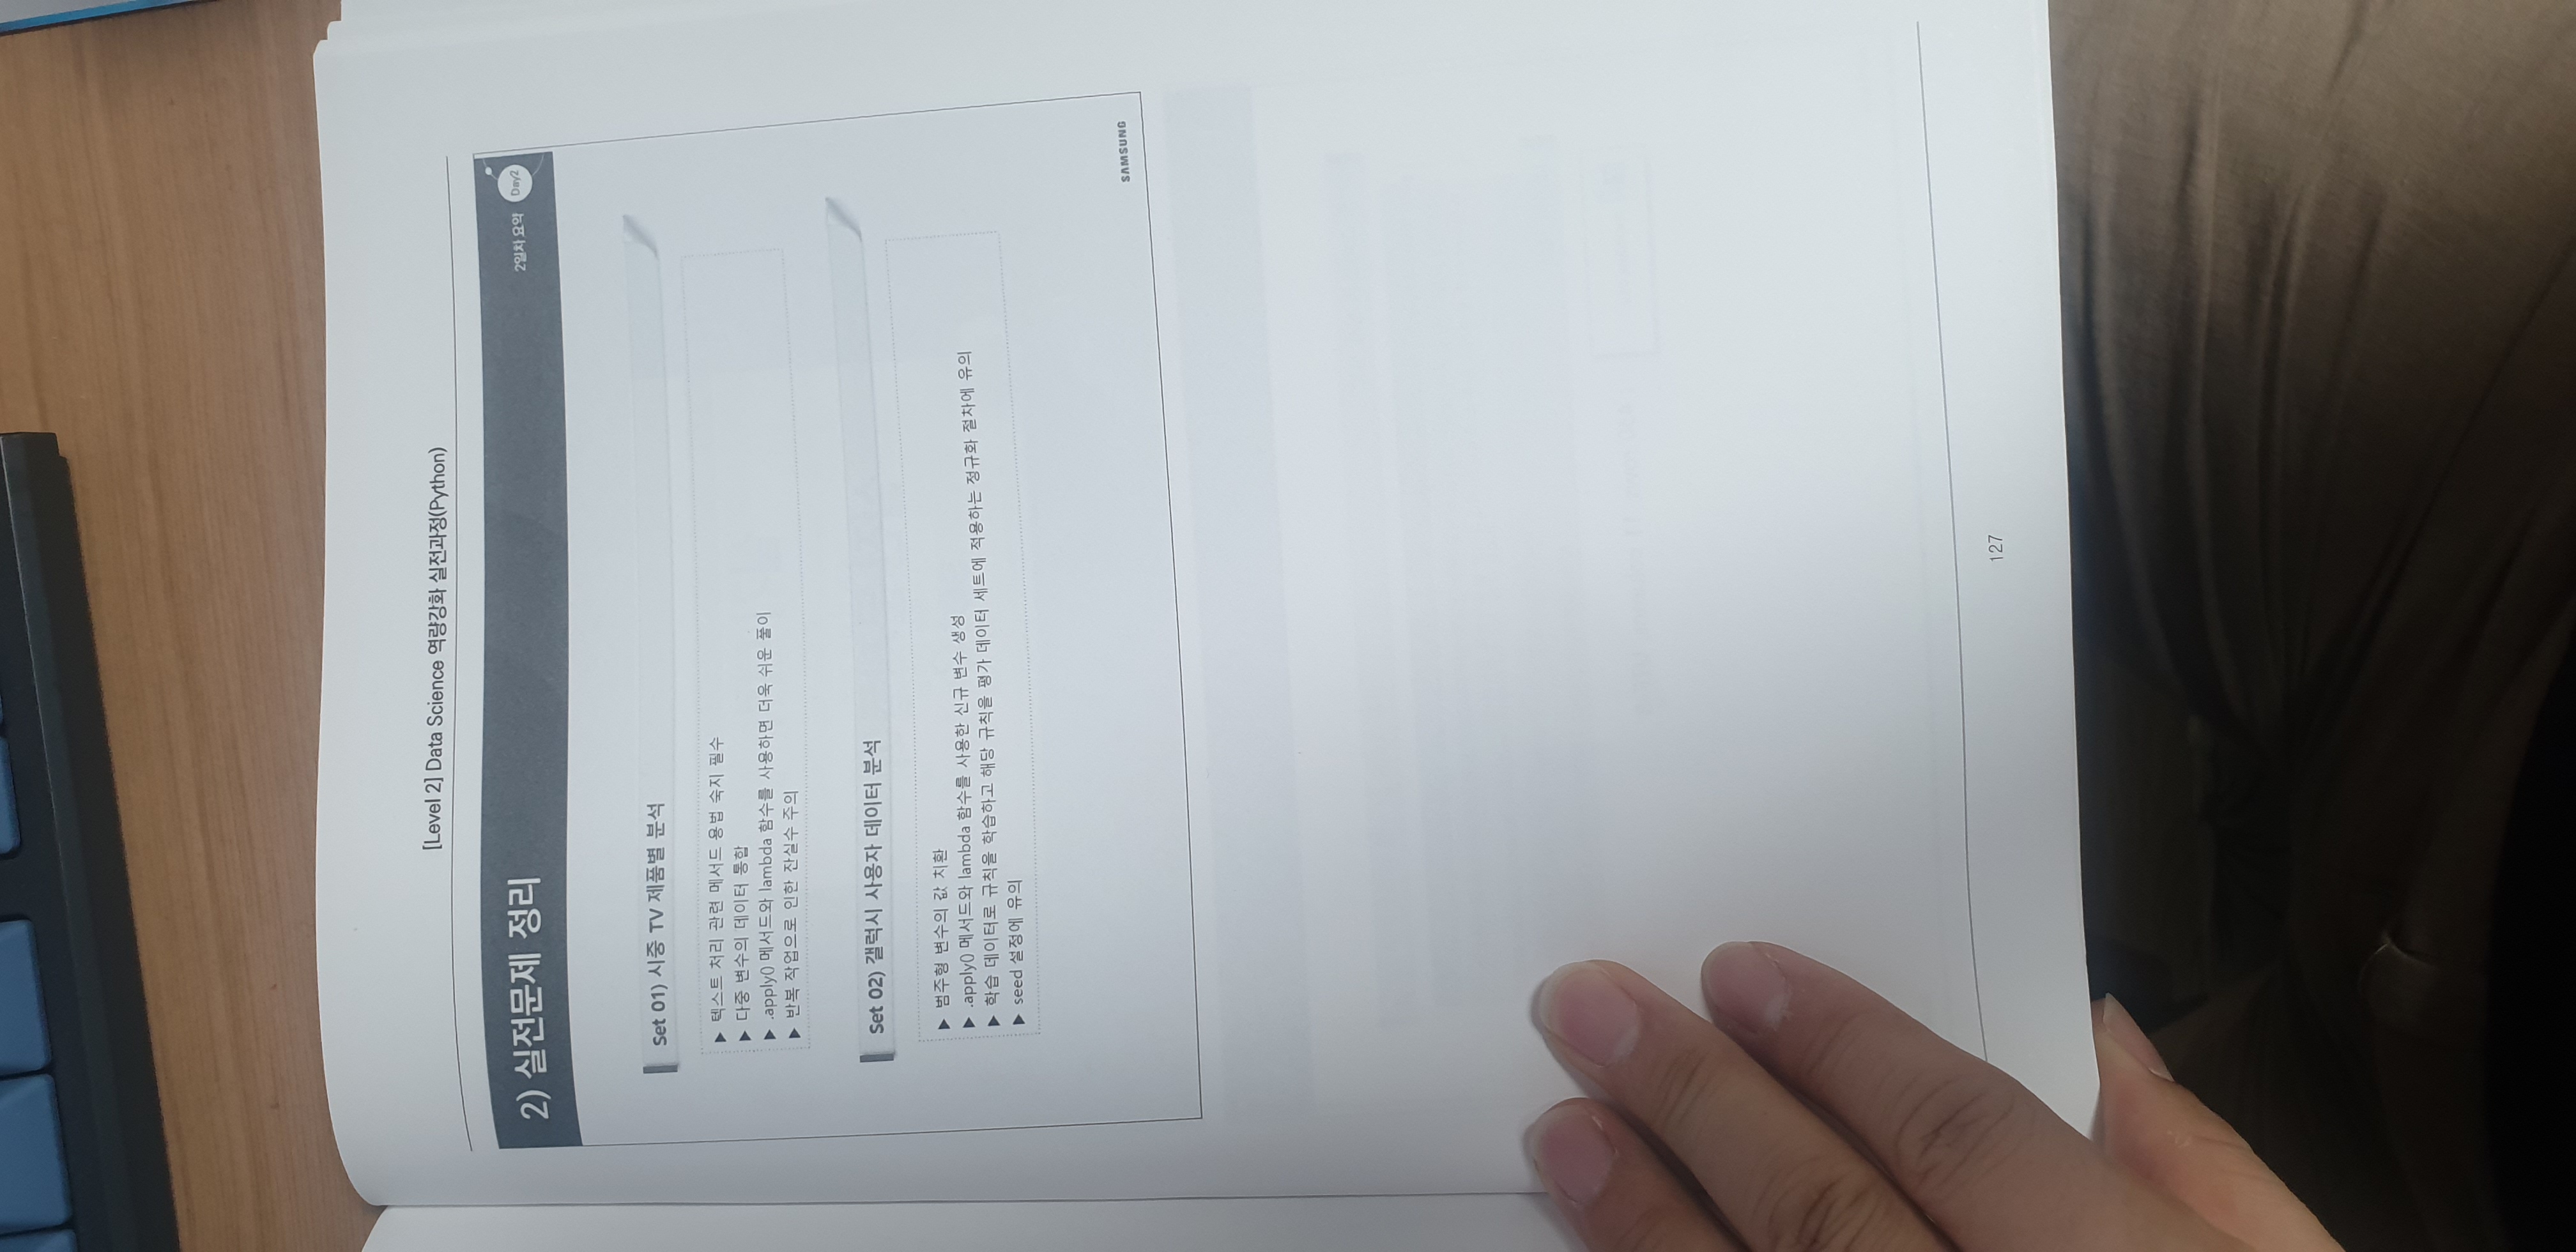 [Level 2] Data Science 역량강화 실전과정(Python)
2) 실전문제 정리
2일차 요약 Day2
Set 01) 시중 TV 제품별 분석
▶ 텍스트 처리 관련 메서드 용법 숙지 필수
▶ 다중 변수의 데이터 통합
▶ .apply() 메서드와 lambda 함수를 사용하면 더욱 쉬운 풀이
▶ 반복 작업으로 인한 잔실수 주의
Set 02) 갤럭시 사용자 데이터 분석
▶ 범주형 변수의 값 치환
▶ .apply() 메서드와 lambda 함수를 사용한 신규 변수 생성
▶ 학습 데이터로 규칙을 학습하고 해당 규칙을 평가 데이터 세트에 적용하는 정규화 절차에 유의
▶ seed 설정에 유의
SAMSUNG
127